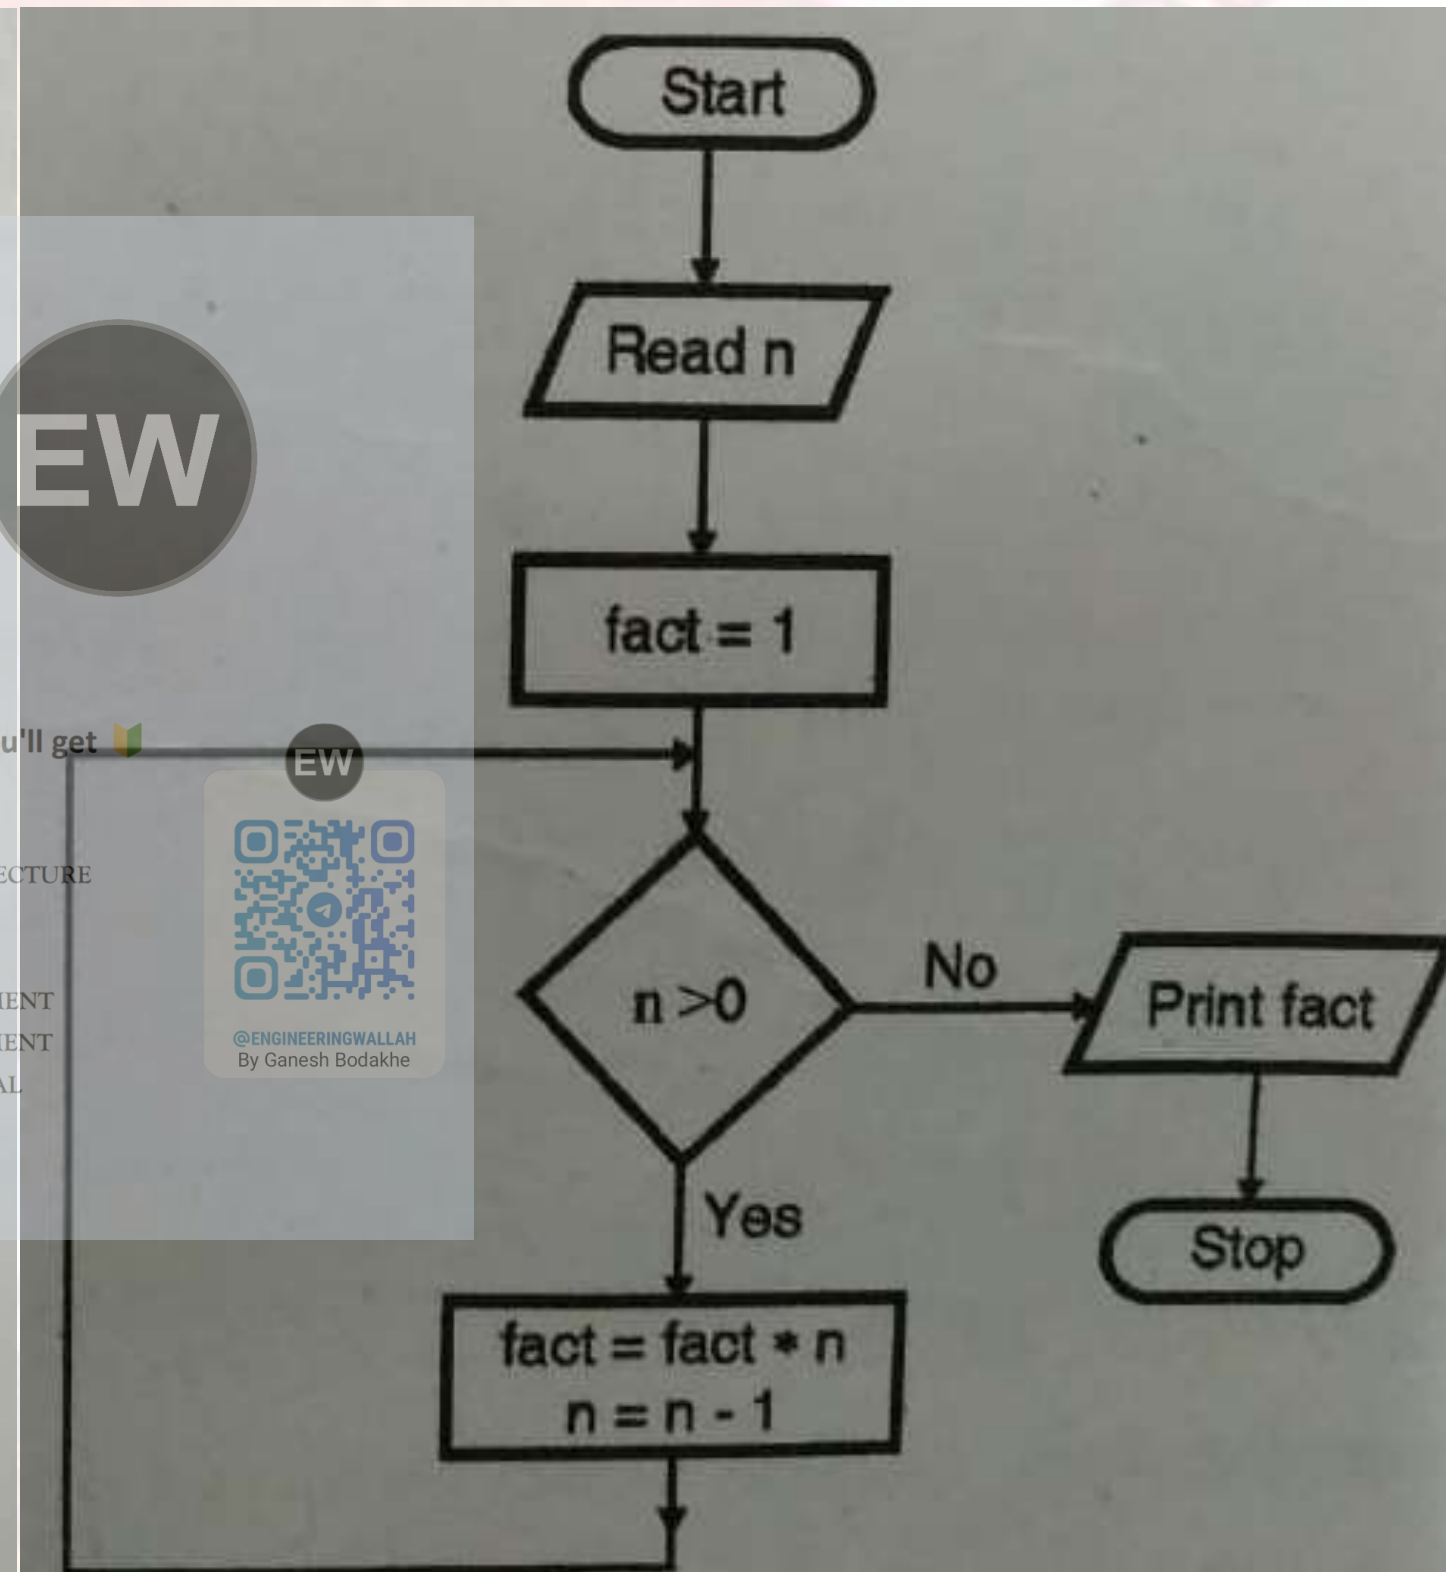 Start
Read n
EW
fact = 1
u'll get
EW
ECTURE
n >0
No
Print fact
IENT
@ENGINEERINGWALLAH
IENT
By Ganesh Bodakhe
AL
Yes
Stop
fact = fact * n
n = n - 1